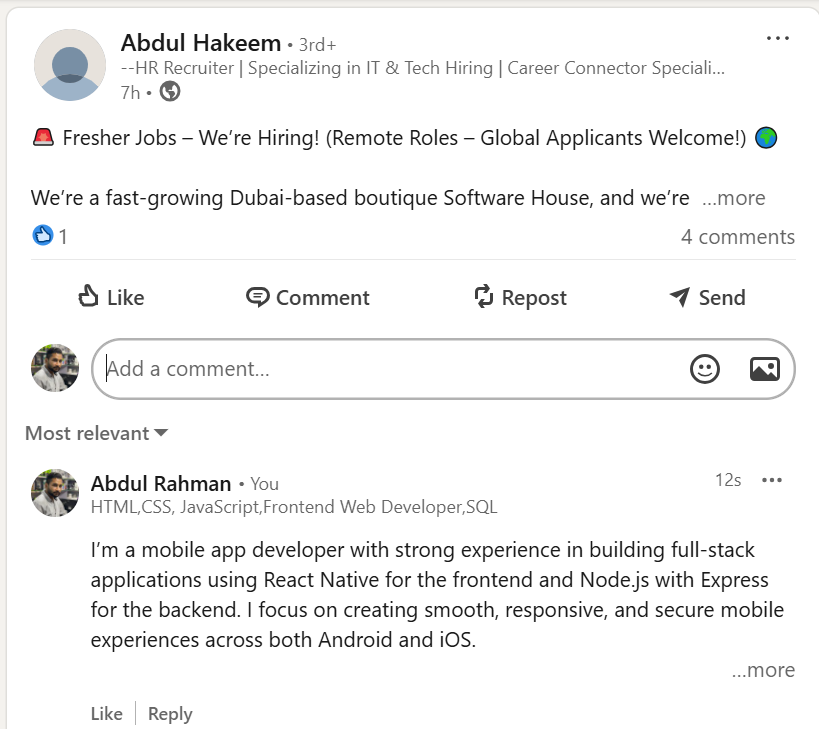 Abdul Hakeem • 3rd+
--HR Recruiter | Specializing in IT & Tech Hiring | Career Connector Speciali...
7h •
🚨 Fresher Jobs – We’re Hiring! (Remote Roles – Global Applicants Welcome!) 🌍
We’re a fast-growing Dubai-based boutique Software House, and we’re ...more
1
4 comments
Like Comment Repost Send
Add a comment...
Most relevant
Abdul Rahman • You
12s
HTML,CSS, JavaScript,Frontend Web Developer,SQL
I’m a mobile app developer with strong experience in building full-stack
applications using React Native for the frontend and Node.js with Express
for the backend. I focus on creating smooth, responsive, and secure mobile
experiences across both Android and iOS.
...more
Like | Reply